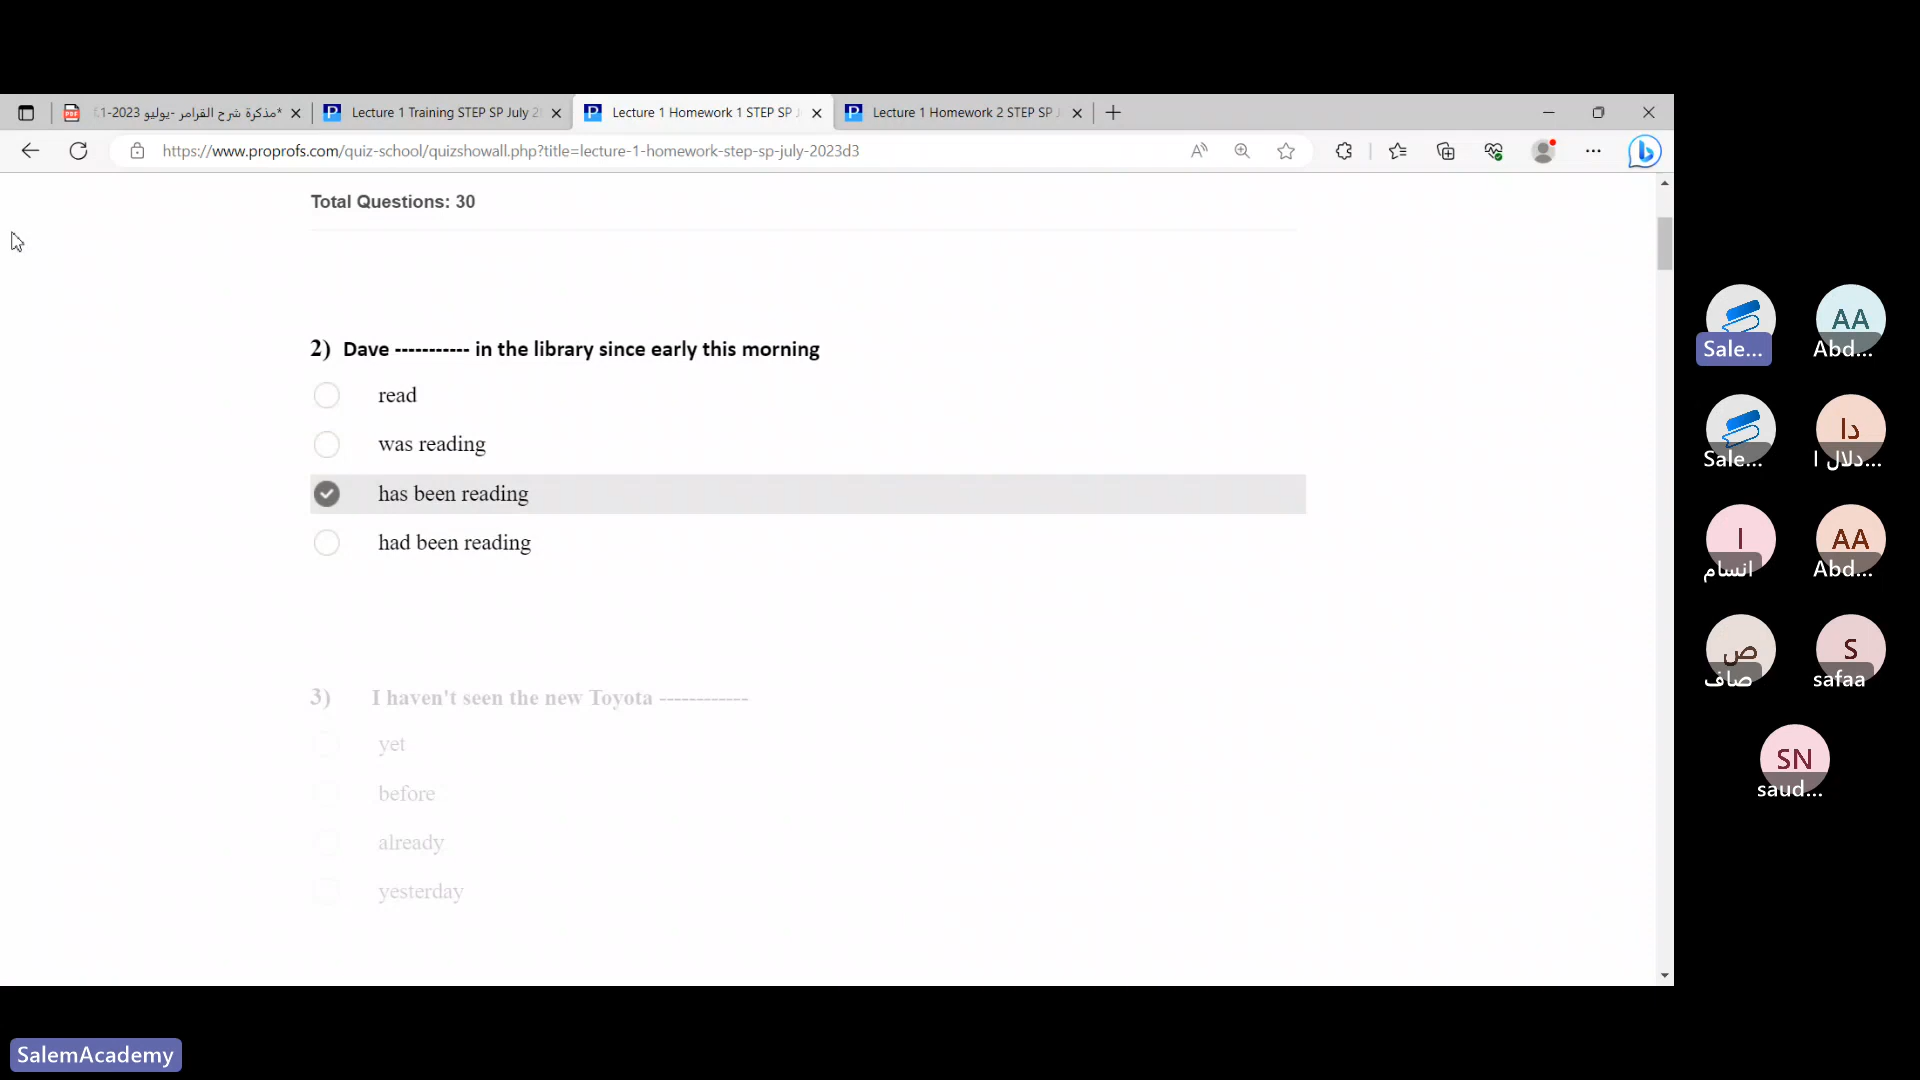 *مذكرة شرح القرامر -يوليو 2023-1
Lecture 1 Training STEP SP July 2
Lecture 1 Homework 1 STEP SP J
Lecture 1 Homework 2 STEP SP J
https://www.proprofs.com/quiz-school/quizshowall.php?title=lecture-1-homework-step-sp-july-2023d3
Total Questions: 30
2) Dave ----------- in the library since early this morning
read
was reading
has been reading
had been reading
3) I haven't seen the new Toyota ------------
yet
before
already
yesterday
Sale...
AA
Abd...
Sale...
دا
دلال ا...
ا
انسام
AA
Abd...
ص
صاف
S
safaa
SN
saud...
SalemAcademy